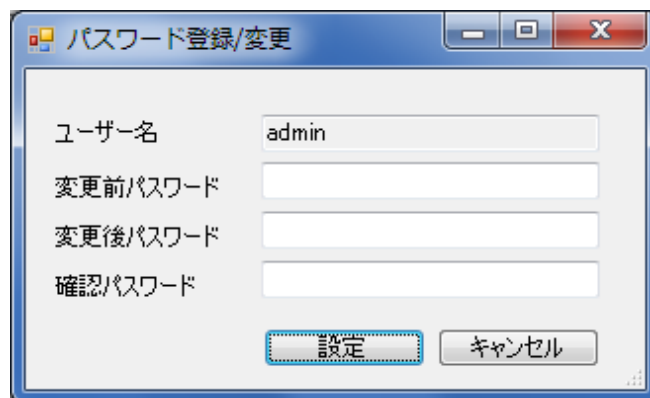 パスワード登録/変更
ユーザー名 admin
変更前パスワード
変更後パスワード
確認パスワード
設定 キャンセル